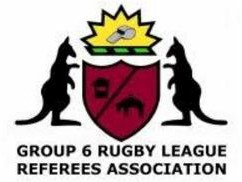 GROUP 6 RUGBY LEAGUE
REFEREES ASSOCIATION